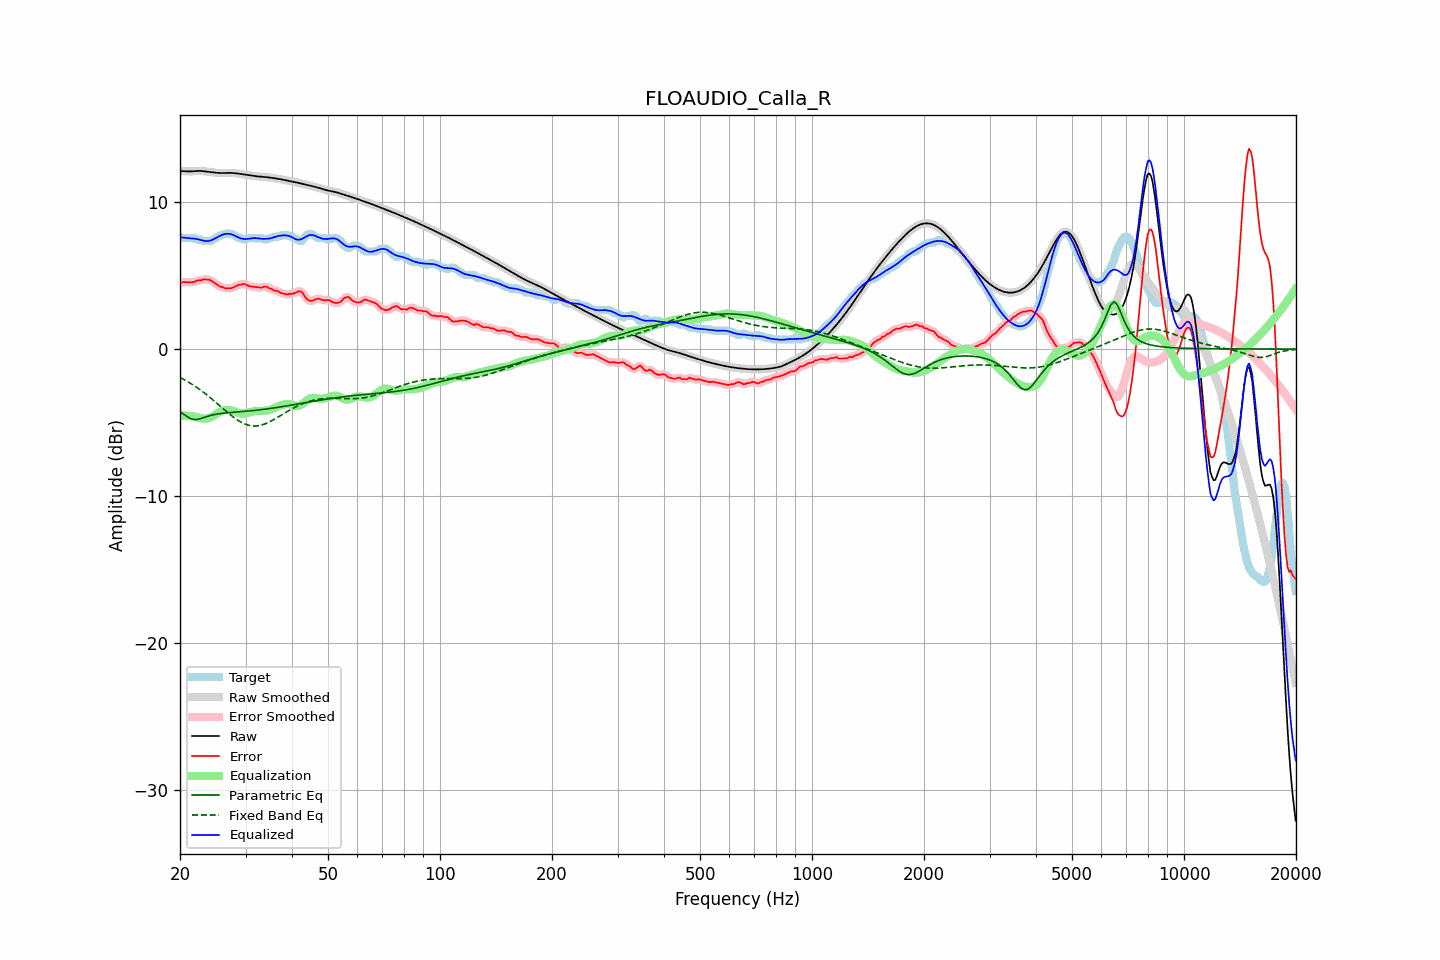 FLOAUDIO_Calla_R
Amplitude (dBr)
10
0
−10
−20
−30
Target
Raw Smoothed
Error Smoothed
Raw
Error
Equalization
Parametric Eq
Fixed Band Eq
Equalized
20 50 100 200 500 1000 2000 5000 10000 20000
Frequency (Hz)